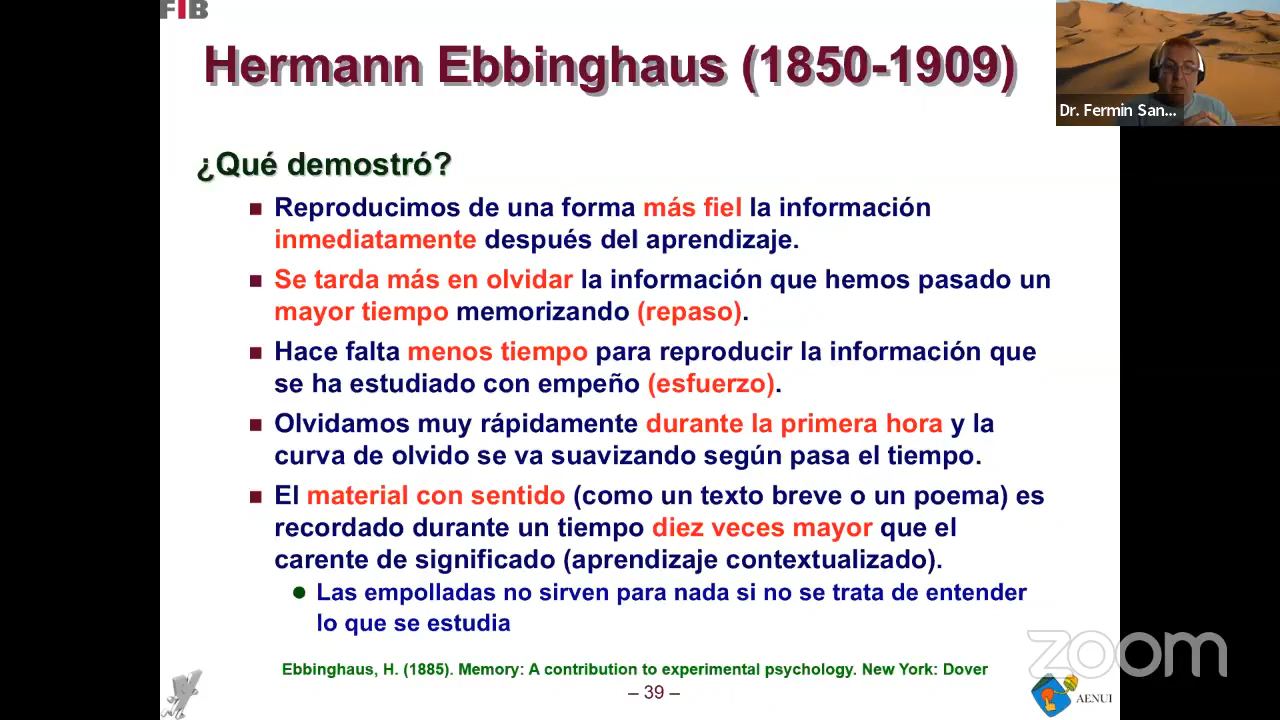 FIB
Hermann Ebbinghaus (1850-1909)
Dr. Fermin San...
¿Qué demostró?
Reproducimos de una forma más fiel la información
inmediatamente después del aprendizaje.
Se tarda más en olvidar la información que hemos pasado un
mayor tiempo memorizando (repaso).
Hace falta menos tiempo para reproducir la información que
se ha estudiado con empeño (esfuerzo).
Olvidamos muy rápidamente durante la primera hora y la
curva de olvido se va suavizando según pasa el tiempo.
El material con sentido (como un texto breve o un poema) es
recordado durante un tiempo diez veces mayor que el
carente de significado (aprendizaje contextualizado).
Las empolladas no sirven para nada si no se trata de entender
lo que se estudia
Ebbinghaus, H. (1885). Memory: A contribution to experimental psychology. New York: Dover
– 39 –
zoom
AENUI